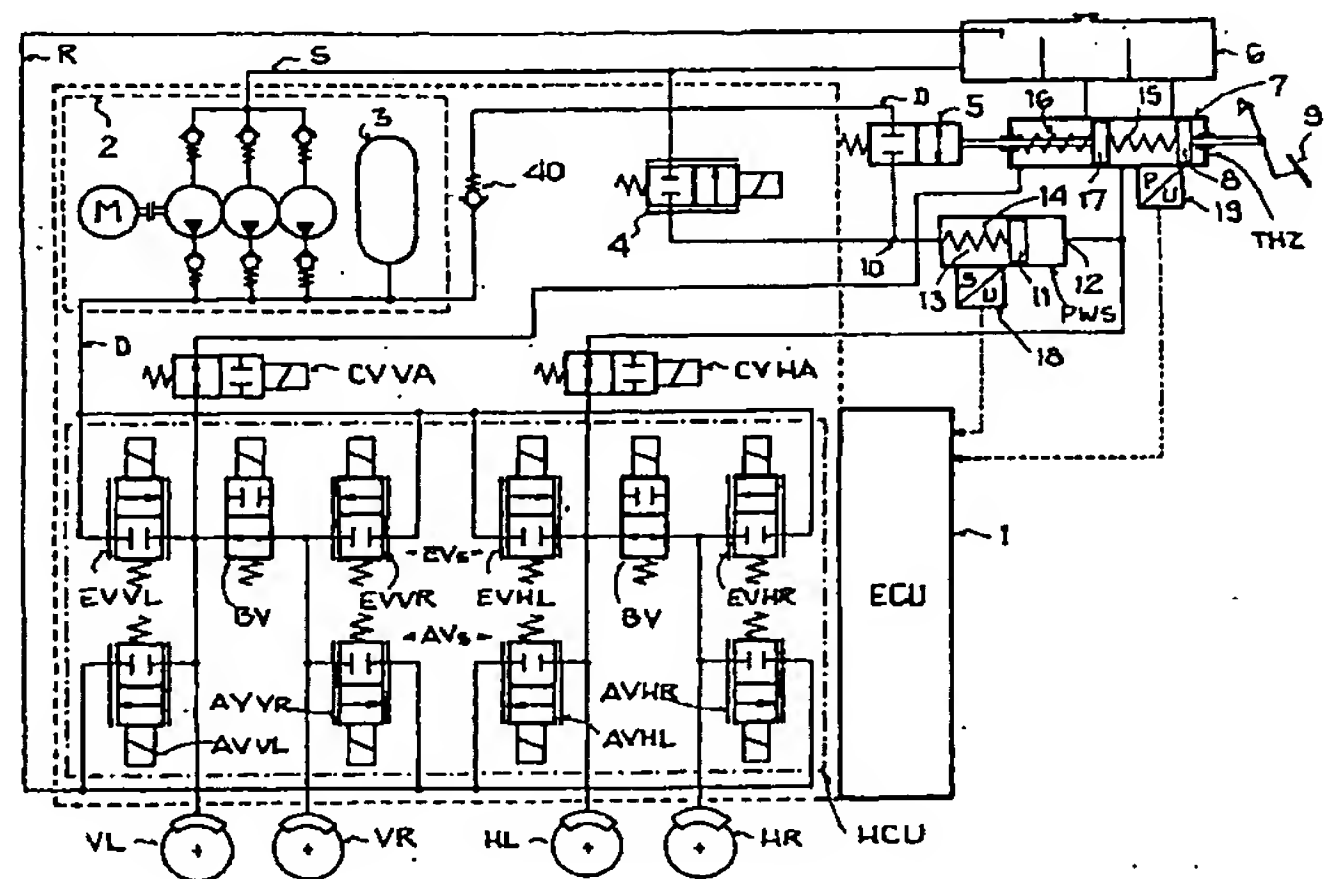 R
S
6
2
3
D
5
16
15
7
9
40
M
4
14
17
P
U
8
19
THZ
10
13
S
U
11
12
PWS
18
D
CVVA
CVHA
EVVL
BV
EVVR
-EVs-
EVHL
BV
EVHR
ECU
1
-AVs-
AVVR
AVVL
AVHR
AVHL
VL
VR
HL
HR
HCU